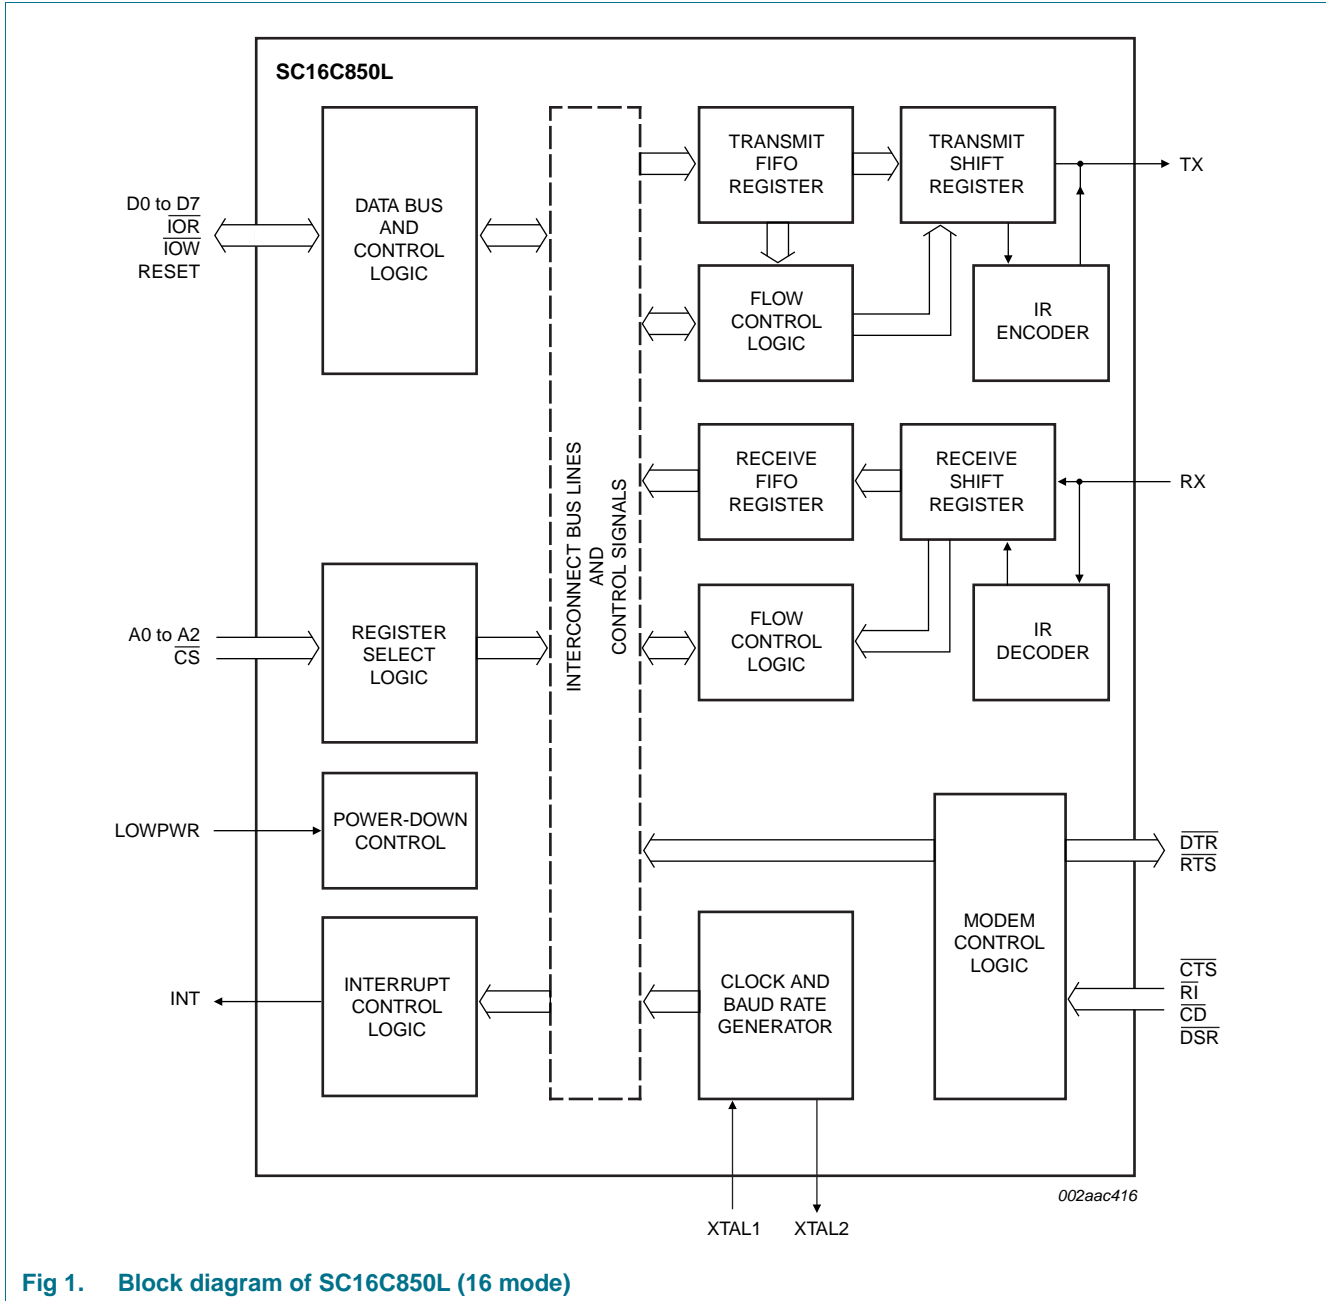 SC16C850L
D0 to D7
IOR
IOW
RESET
DATA BUS
AND
CONTROL
LOGIC
TRANSMIT
FIFO
REGISTER
TRANSMIT
SHIFT
REGISTER
TX
FLOW
CONTROL
LOGIC
IR
ENCODER
INTERCONNECT BUS LINES
AND
CONTROL SIGNALS
RECEIVE
FIFO
REGISTER
RECEIVE
SHIFT
REGISTER
RX
A0 to A2
CS
REGISTER
SELECT
LOGIC
FLOW
CONTROL
LOGIC
IR
DECODER
LOWPWR
POWER-DOWN
CONTROL
DTR
RTS
MODEM
CONTROL
LOGIC
INT
INTERRUPT
CONTROL
LOGIC
CLOCK AND
BAUD RATE
GENERATOR
CTS
RI
CD
DSR
XTAL1
XTAL2
002aac416
Fig 1. Block diagram of SC16C850L (16 mode)